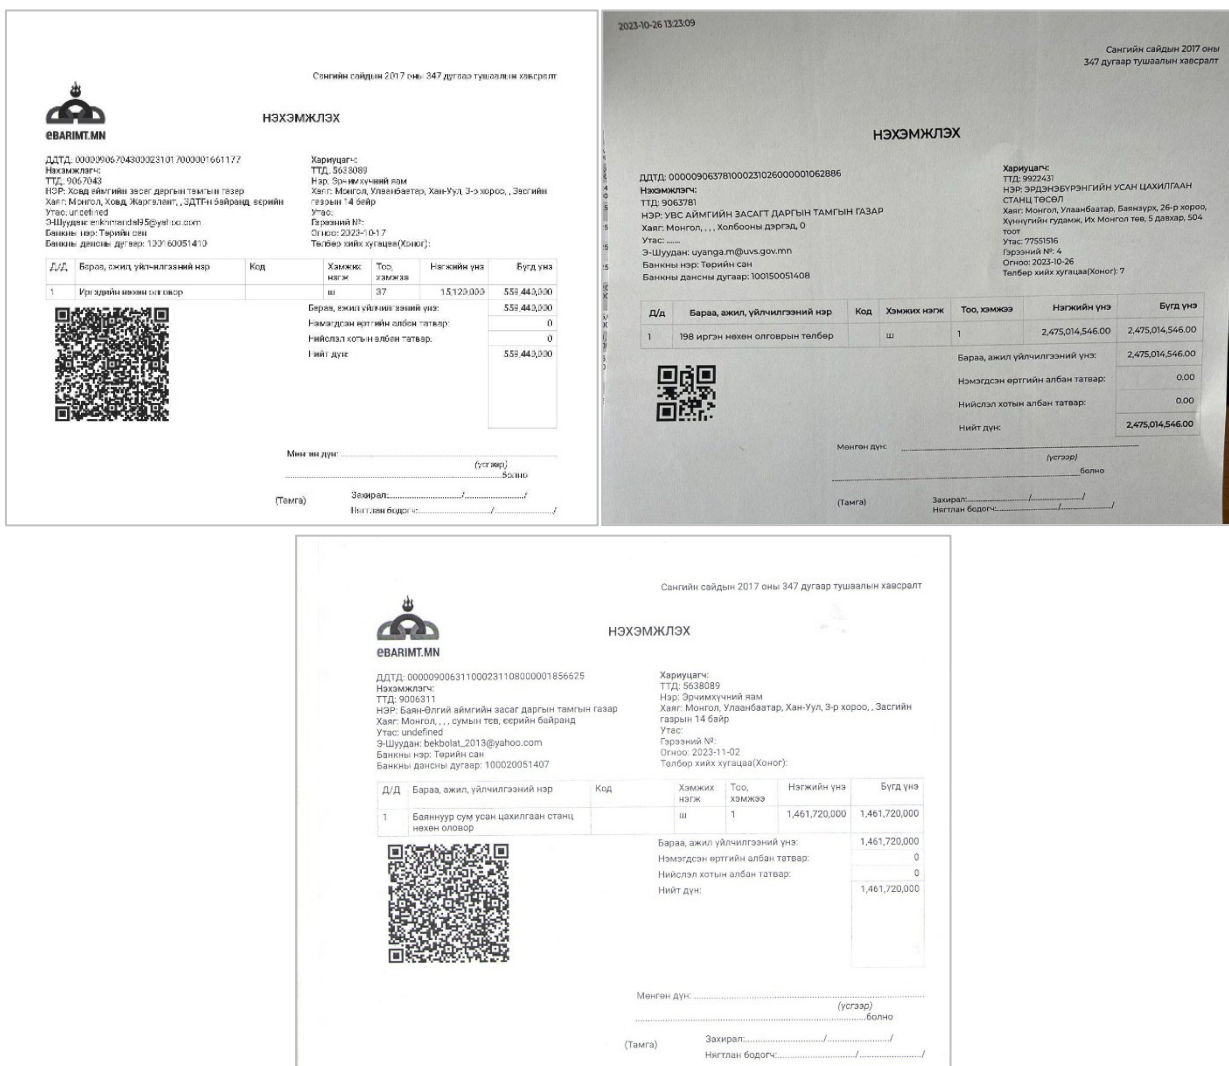 Сангийн сайдын 2017 оны 347 дугаар тушаалын хавсралт
eBARIMT.MN
НЭХЭМЖЛЭХ
ДДТД: 000009067043000231017000001661177
Нэхэмжлэгч:
ТТД: 9067043
НЭР: Ховд аймгийн засаг даргын тамгын газар
Хаяг: Монгол, Ховд, Жаргалант, , ЗДТГ-н байранд, өөрийн
Утас: undefined
Э-Шуудан: enkhmandal95@yahoo.com
Банкны нэр: Төрийн сан
Банкны дансны дугаар: 100160051410
Хариуцагч:
ТТД: 5638089
Нэр: Эрчимхүчний яам
Хаяг: Монгол, Улаанбаатар, Хан-Уул, 3-р хороо, , Засгийн
газрын 14 байр
Утас:
Гэрээний №:
Огноо: 2023-10-17
Төлбөр хийх хугацаа(Хоног):
Д/Д Бараа, ажил, үйлчилгээний нэр Код Хэмжих нэгж Тоо, хэмжээ Нэгжийн үнэ Бүгд үнэ
1 Иргэдийн нөхөн олговор ш 37 15,120,000 559,440,000
Бараа, ажил үйлчилгээний үнэ: 559,440,000
Нэмэгдсэн өртгийн албан татвар: 0
Нийслэл хотын албан татвар: 0
Нийт дүн: 559,440,000
Мөнгөн дүн:
(үсгээр)
болно
(Тамга)
Захирал:/ /
Нягтлан бодогч:/ /
2023-10-26 13:23:09
Сангийн сайдын 2017 оны
347 дугаар тушаалын хавсралт
НЭХЭМЖЛЭХ
ДДТД: 000009063781000231026000001062886
Нэхэмжлэгч:
ТТД: 9063781
НЭР: УВС АЙМГИЙН ЗАСАГТ ДАРГЫН ТАМГЫН ГАЗАР
Хаяг: Монгол, , , , Холбооны дэргэд, 0
Утас: .......
Э-Шуудан: uyanga.m@uvs.gov.mn
Банкны нэр: Төрийн сан
Банкны дансны дугаар: 100150051408
Хариуцагч:
ТТД: 9922431
НЭР: ЭРДЭНЭБҮРЭНГИЙН УСАН ЦАХИЛГААН
СТАНЦ ТӨСӨЛ
Хаяг: Монгол, Улаанбаатар, Баянзүрх, 26-р хороо,
Хүннүгийн гудамж, Их Монгол төв, 5 давхар, 504
тоот
Утас: 77551516
Гэрээний №: 4
Огноо: 2023-10-26
Төлбөр хийх хугацаа(Хоног): 7
Д/д Бараа, ажил, үйлчилгээний нэр Код Хэмжих нэгж Тоо, хэмжээ Нэгжийн үнэ Бүгд үнэ
1 198 иргэн нөхөн олговрын төлбөр ш 1 2,475,014,546.00 2,475,014,546.00
Бараа, ажил үйлчилгээний үнэ: 2,475,014,546.00
Нэмэгдсэн өртгийн албан татвар: 0.00
Нийслэл хотын албан татвар: 0.00
Нийт дүн: 2,475,014,546.00
Мөнгөн дүн:
(үсгээр)
болно
(Тамга)
Захирал:/ /
Нягтлан бодогч:/ /
Сангийн сайдын 2017 оны 347 дугаар тушаалын хавсралт
eBARIMT.MN
НЭХЭМЖЛЭХ
ДДТД: 000009006311000231108000001856625
Нэхэмжлэгч:
ТТД: 9006311
НЭР: Баян-Өлгий аймгийн засаг даргын тамгын газар
Хаяг: Монгол, , , , сумын төв, өөрийн байранд
Утас: undefined
Э-Шуудан: bekbolat_2013@yahoo.com
Банкны нэр: Төрийн сан
Банкны дансны дугаар: 100020051407
Хариуцагч:
ТТД: 5638089
Нэр: Эрчимхүчний яам
Хаяг: Монгол, Улаанбаатар, Хан-Уул, 3-р хороо, , Засгийн
газрын 14 байр
Утас:
Гэрээний №:
Огноо: 2023-11-02
Төлбөр хийх хугацаа(Хоног):
Д/Д Бараа, ажил, үйлчилгээний нэр Код Хэмжих нэгж Тоо, хэмжээ Нэгжийн үнэ Бүгд үнэ
1 Баяннуур сум усан цахилгаан станц ш 1 1,461,720,000 1,461,720,000
нөхөн оловор
Бараа, ажил үйлчилгээний үнэ: 1,461,720,000
Нэмэгдсэн өртгийн албан татвар: 0
Нийслэл хотын албан татвар: 0
Нийт дүн: 1,461,720,000
Мөнгөн дүн:
(үсгээр)
болно
(Тамга)
Захирал:/ /
Нягтлан бодогч:/ /